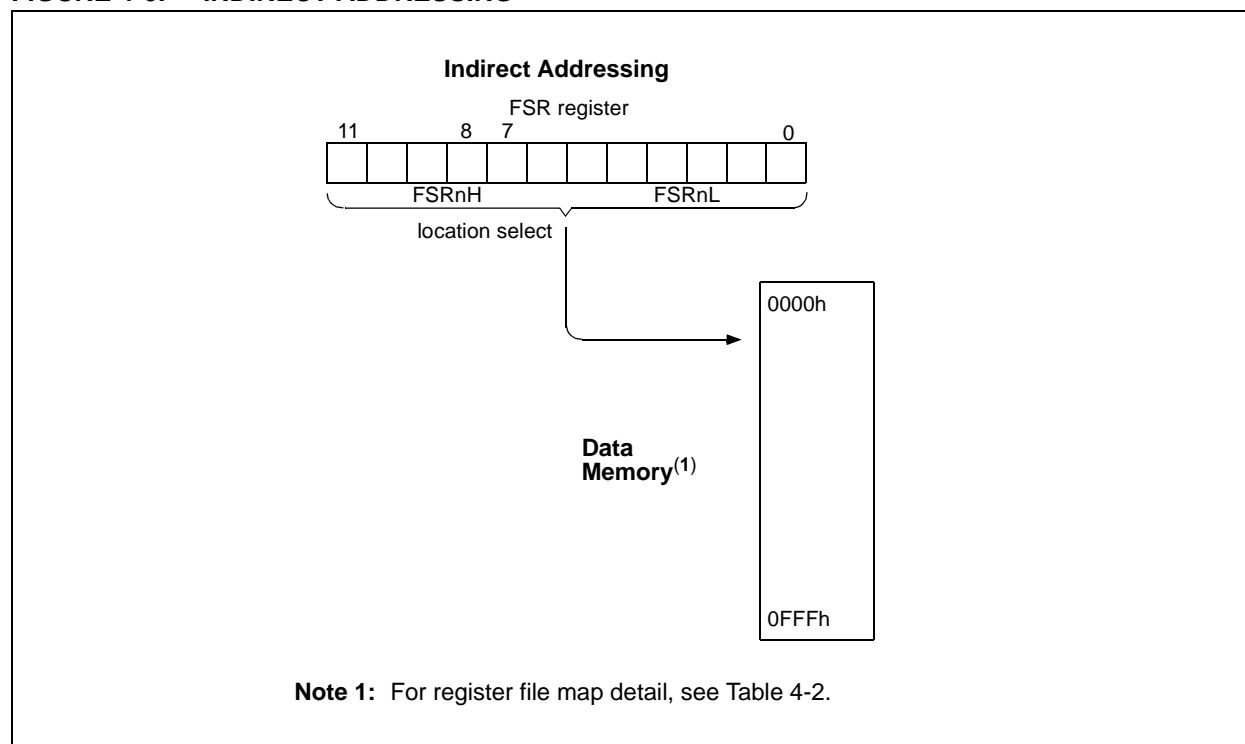 Indirect Addressing
FSR register
11 8 7 0
FSRnH FSRnL
location select
0000h
Data
Memory(1)
0FFFh
Note 1: For register file map detail, see Table 4-2.